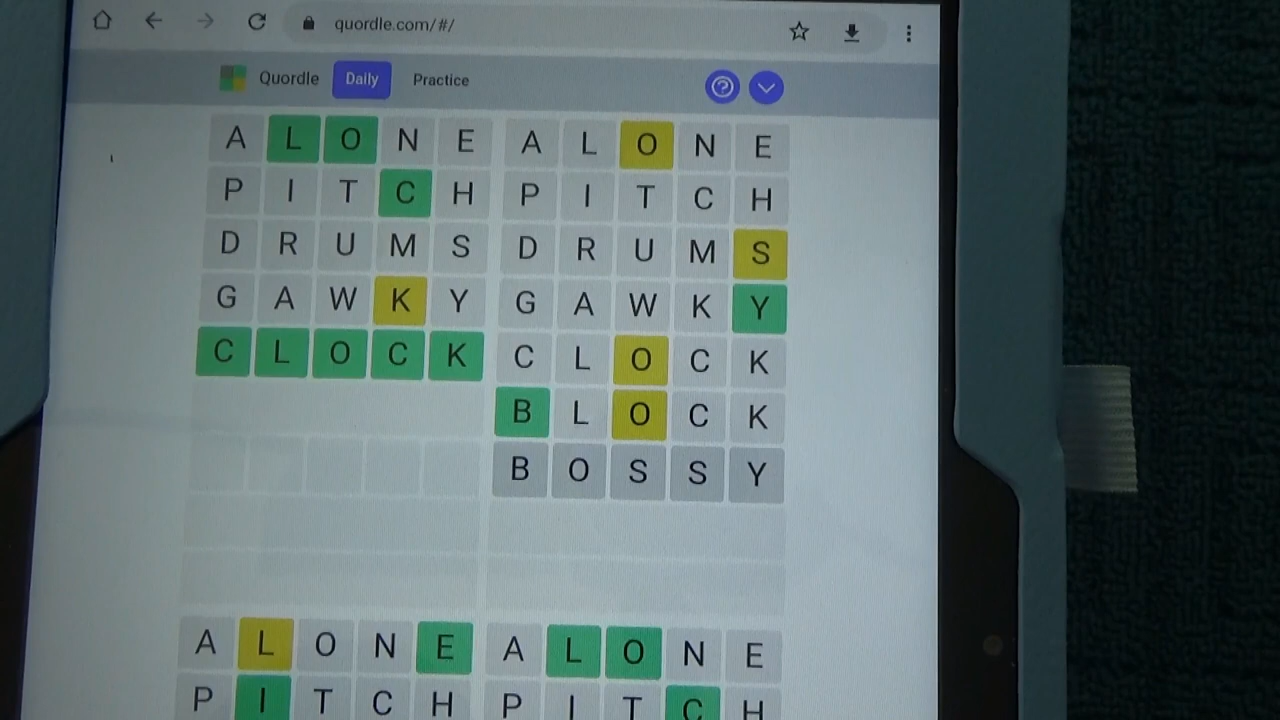 quordle.com/#/
Quordle Daily Practice
A L O N E A L O N E
P I T C H P I T C H
D R U M S D R U M S
G A W K Y G A W K Y
C L O C K C L O C K
B L O C K
B O S S Y
A L O N E A L O N E
P I T C H P I T C H